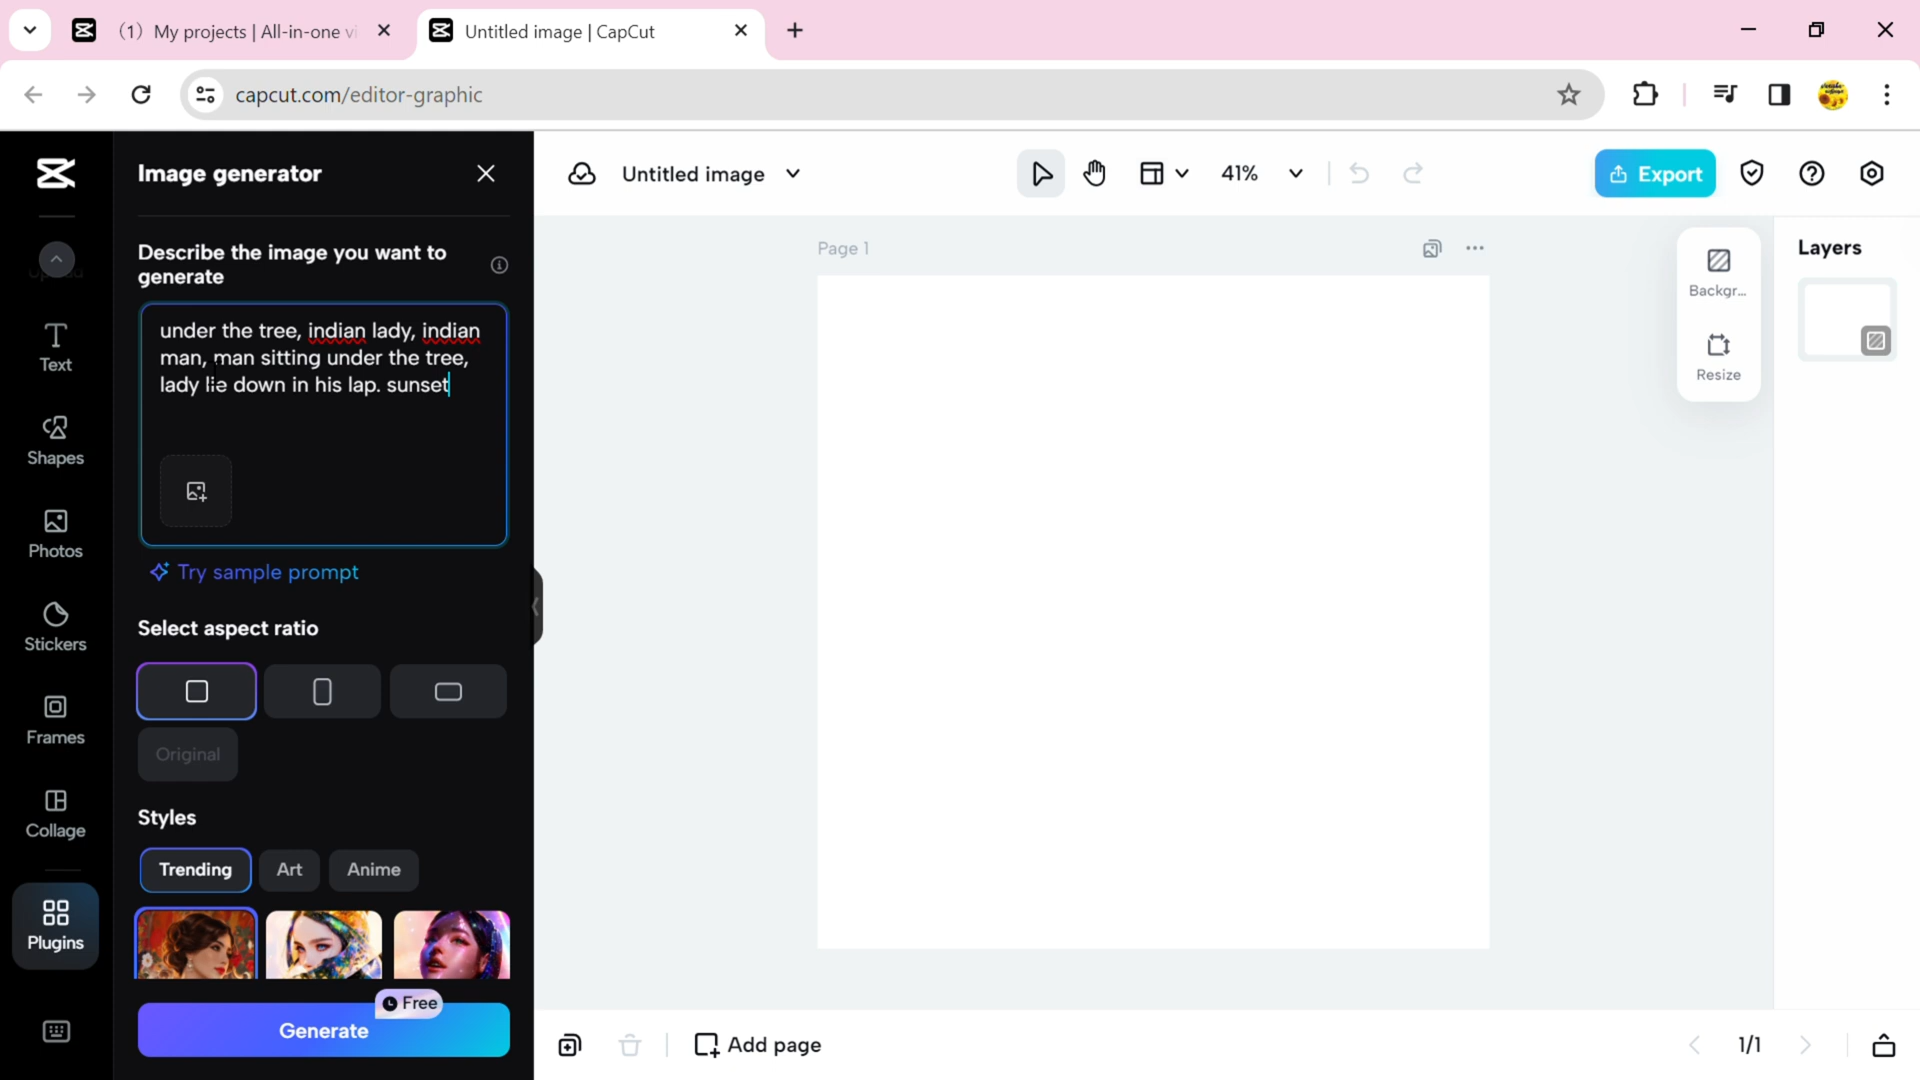 (1) My projects | All-in-one vi
Untitled image | CapCut
capcut.com/editor-graphic
Image generator
Untitled image
41%
Export
Describe the image you want to
generate
under the tree, indian lady, indian
man, man sitting under the tree,
lady lie down in his lap. sunset
Try sample prompt
Select aspect ratio
Original
Styles
Trending
Art
Anime
Free
Generate
Text
Shapes
Photos
Stickers
Frames
Collage
Plugins
Page 1
Backgr...
Resize
Layers
Add page
1/1